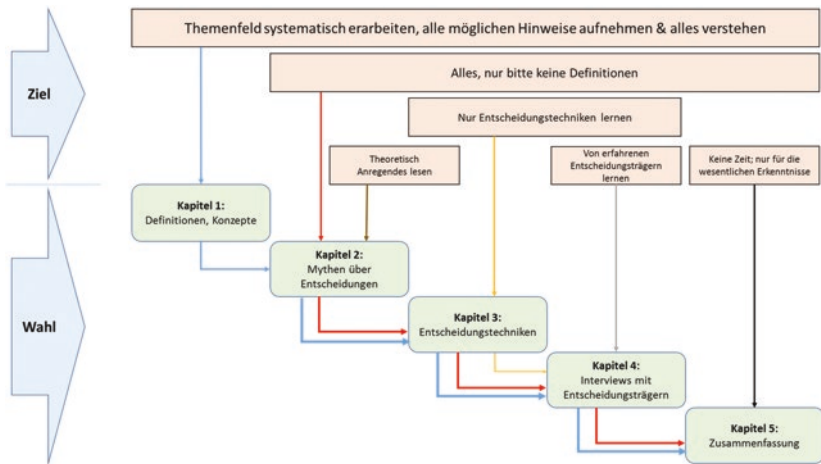 Themenfeld systematisch erarbeiten, alle möglichen Hinweise aufnehmen & alles verstehen
Alles, nur bitte keine Definitionen
Ziel
Nur Entscheidungstechniken lernen
Theoretisch
Anregendes lesen
Von erfahrenen
Entscheidungsträgern
lernen
Keine Zeit; nur für die
wesentlichen Erkenntnisse
Kapitel 1:
Definitionen, Konzepte
Kapitel 2:
Mythen über
Entscheidungen
Wahl
Kapitel 3:
Entscheidungstechniken
Kapitel 4:
Interviews mit
Entscheidungsträgern
Kapitel 5:
Zusammenfassung